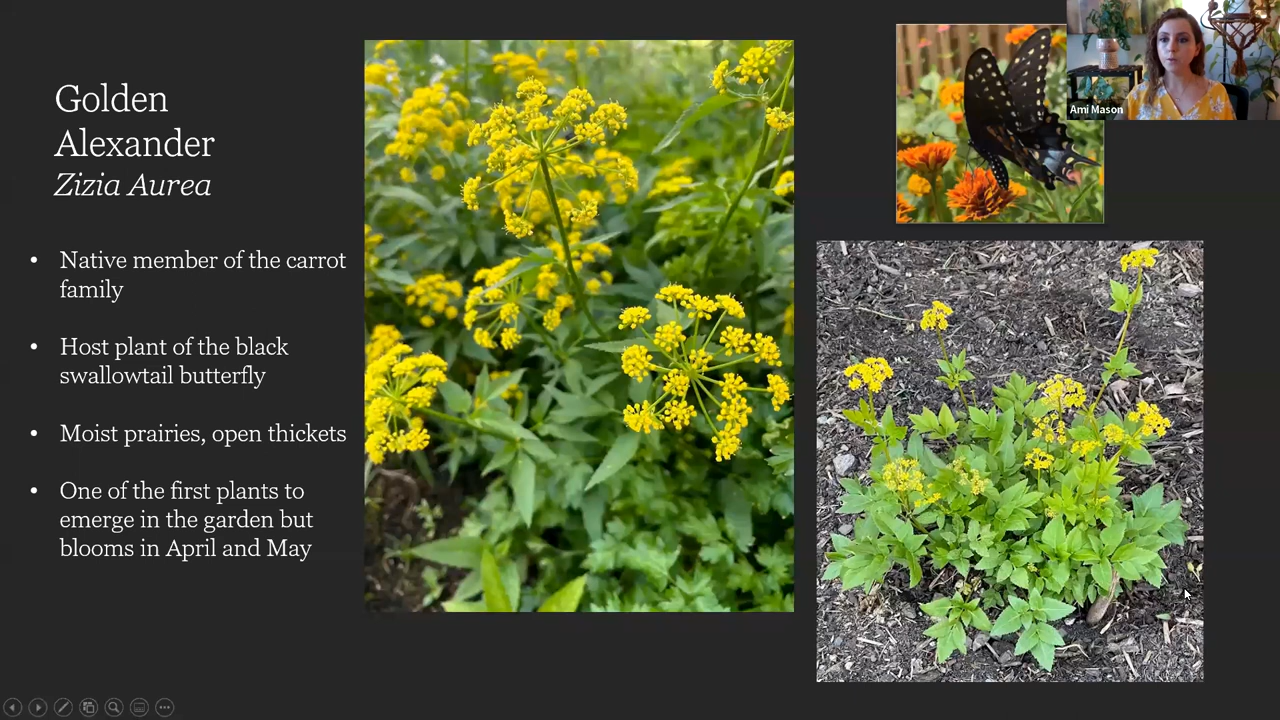 Golden
Alexander
Zizia Aurea
• Native member of the carrot
family
• Host plant of the black
swallowtail butterfly
• Moist prairies, open thickets
• One of the first plants to
emerge in the garden but
blooms in April and May
Ami Mason